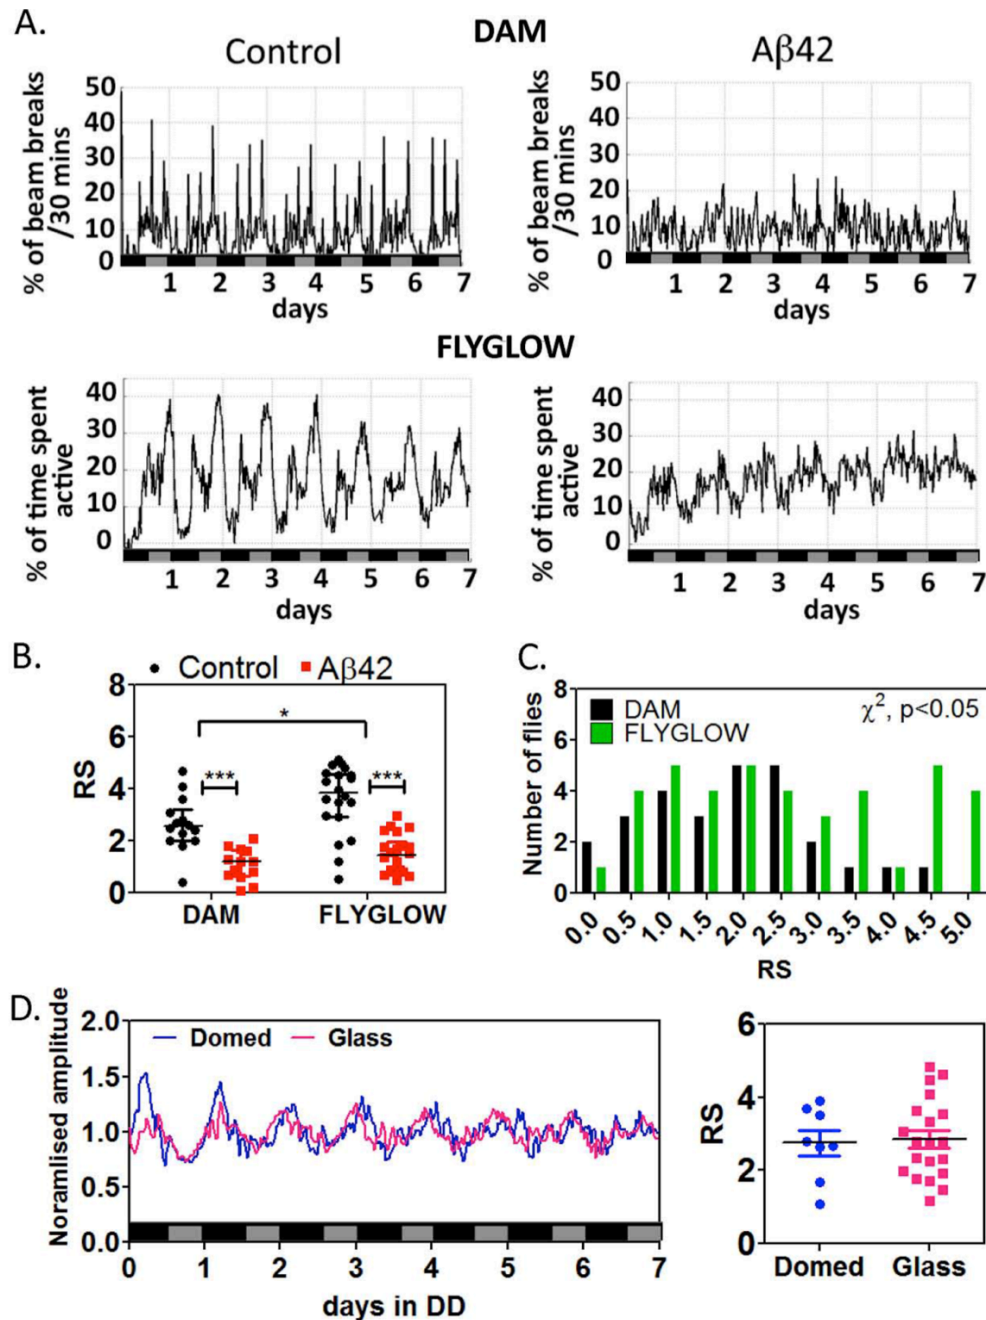 A.
DAM
Control
Aβ42
% of beam breaks
/30 mins
50
40
30
20
10
0
1 2 3 4 5 6 7
days
% of beam breaks
/30 mins
50
40
30
20
10
0
1 2 3 4 5 6 7
days
FLYGLOW
% of time spent
active
40
30
20
10
0
1 2 3 4 5 6 7
days
% of time spent
active
40
30
20
10
0
1 2 3 4 5 6 7
days
B.
Control Aβ42
RS
8
6
4
2
0
*
***
***
DAM FLYGLOW
C.
Number of flies
8
6
4
2
0
DAM
FLYGLOW
χ², p<0.05
0.0 0.5 1.0 1.5 2.0 2.5 3.0 3.5 4.0 4.5 5.0
RS
D.
Noramlised amplitude
2.0
1.5
1.0
0.5
0.0
Domed Glass
0 1 2 3 4 5 6 7
days in DD
RS
6
4
2
0
Domed Glass